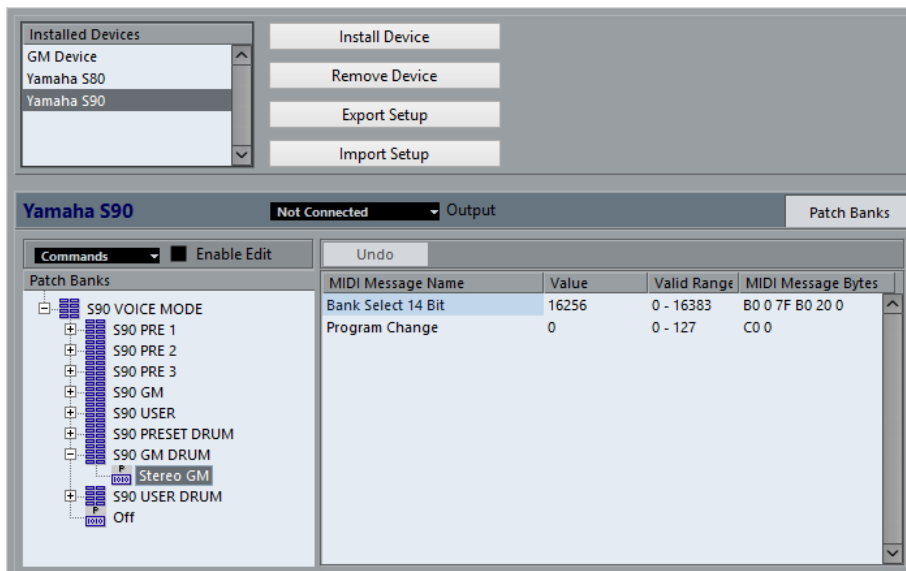 Installed Devices
GM Device
Yamaha S80
Yamaha S90
Install Device
Remove Device
Export Setup
Import Setup
Yamaha S90 Not Connected Output Patch Banks
Commands Enable Edit Undo
Patch Banks
S90 VOICE MODE
S90 PRE 1
S90 PRE 2
S90 PRE 3
S90 GM
S90 USER
S90 PRESET DRUM
S90 GM DRUM
P 1010 Stereo GM
S90 USER DRUM
P 1010 Off
MIDI Message Name Value Valid Range MIDI Message Bytes
Bank Select 14 Bit 16256 0 - 16383 B0 0 7F B0 20 0
Program Change 0 0 - 127 C0 0